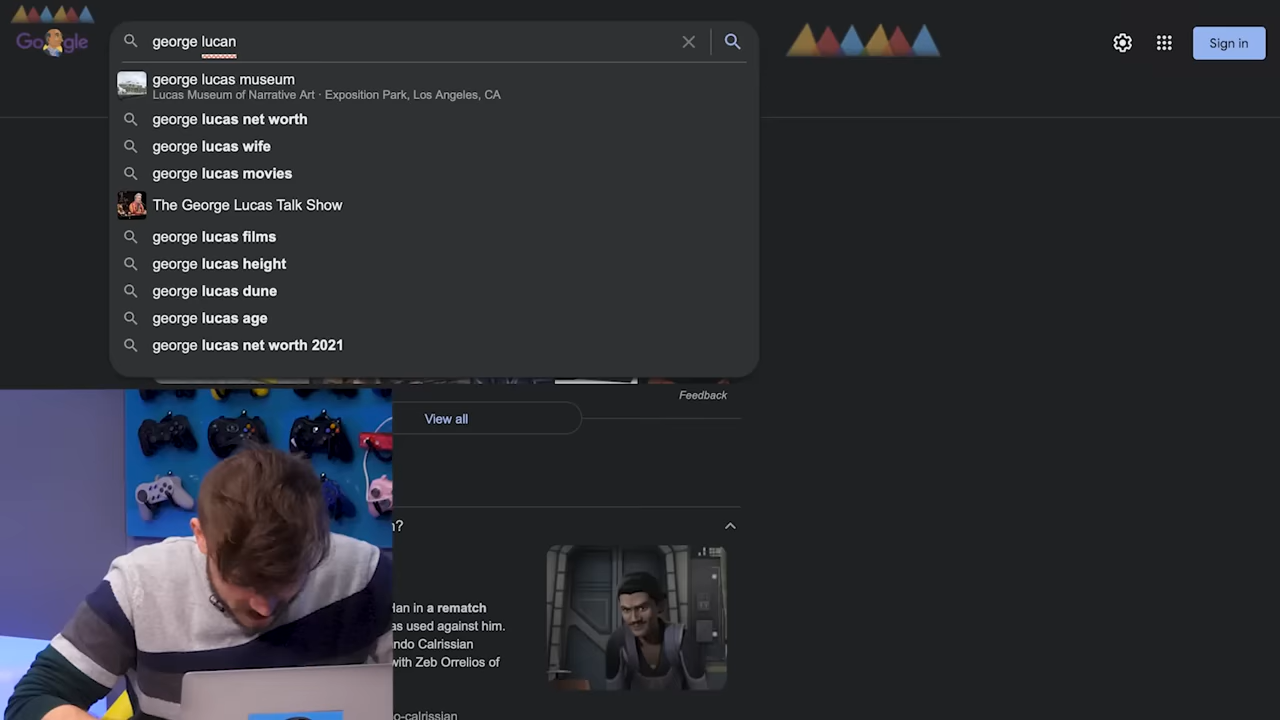 Google
george lucan
Sign in
george lucas museum
Lucas Museum of Narrative Art · Exposition Park, Los Angeles, CA
george lucas net worth
george lucas wife
george lucas movies
The George Lucas Talk Show
george lucas films
george lucas height
george lucas dune
george lucas age
george lucas net worth 2021
Feedback
View all
?
Han in a rematch
as used against him.
ndo Calrissian
with Zeb Orrelios of
o-calrissian